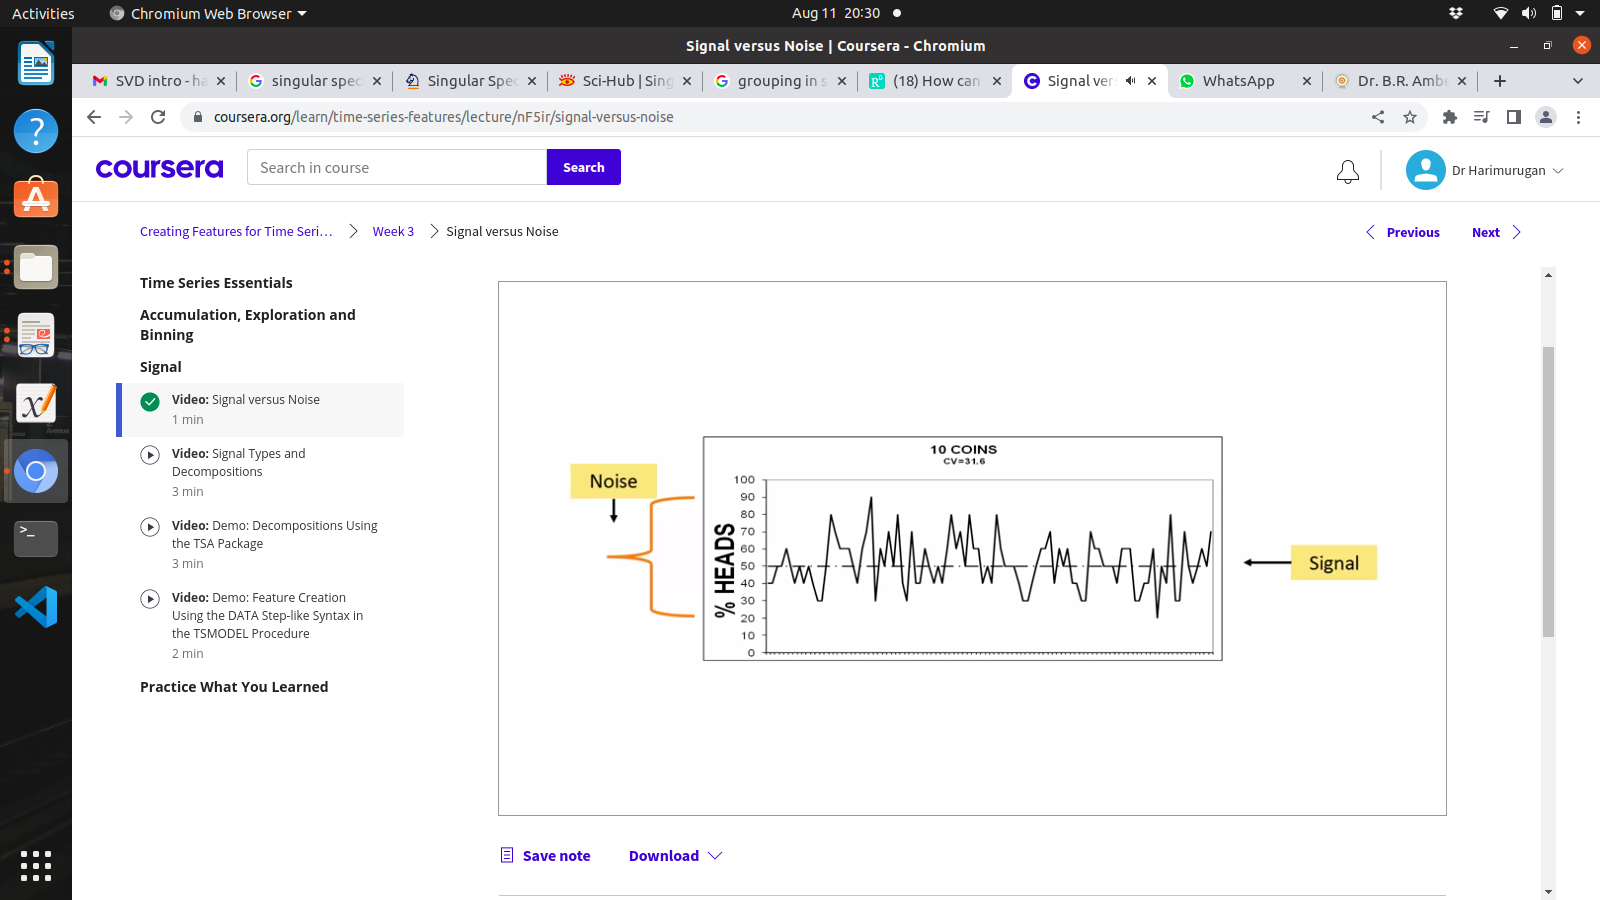 Activities
Chromium Web Browser
Aug 11 20:30
Signal versus Noise | Coursera - Chromium
SVD intro - ha
singular spec
Singular Spec
Sci-Hub | Sing
grouping in s
(18) How can
Signal ver
WhatsApp
Dr. B.R. Ambe
coursera.org/learn/time-series-features/lecture/nF5ir/signal-versus-noise
coursera
Search in course
Search
Dr Harimurugan
Creating Features for Time Seri...
Week 3
Signal versus Noise
Previous
Next
Time Series Essentials
Accumulation, Exploration and
Binning
Signal
Video: Signal versus Noise
1 min
Video: Signal Types and
Decompositions
3 min
Video: Demo: Decompositions Using
the TSA Package
3 min
Video: Demo: Feature Creation
Using the DATA Step-like Syntax in
the TSMODEL Procedure
2 min
Practice What You Learned
10 COINS
CV=31.6
Noise
% HEADS
100
90
80
70
60
50
40
30
20
10
0
Signal
Save note
Download